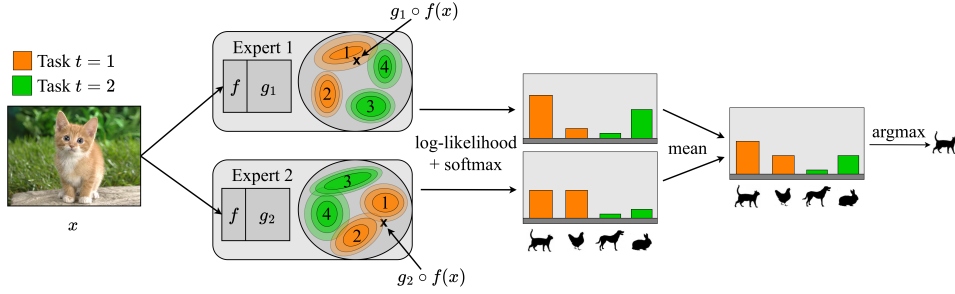 g₁ ∘ f(x)
Task t = 1
Task t = 2
x
Expert 1
f g₁
1
4
2
3
Expert 2
f g₂
3
1
4
2
g₂ ∘ f(x)
log-likelihood
+ softmax
mean
argmax